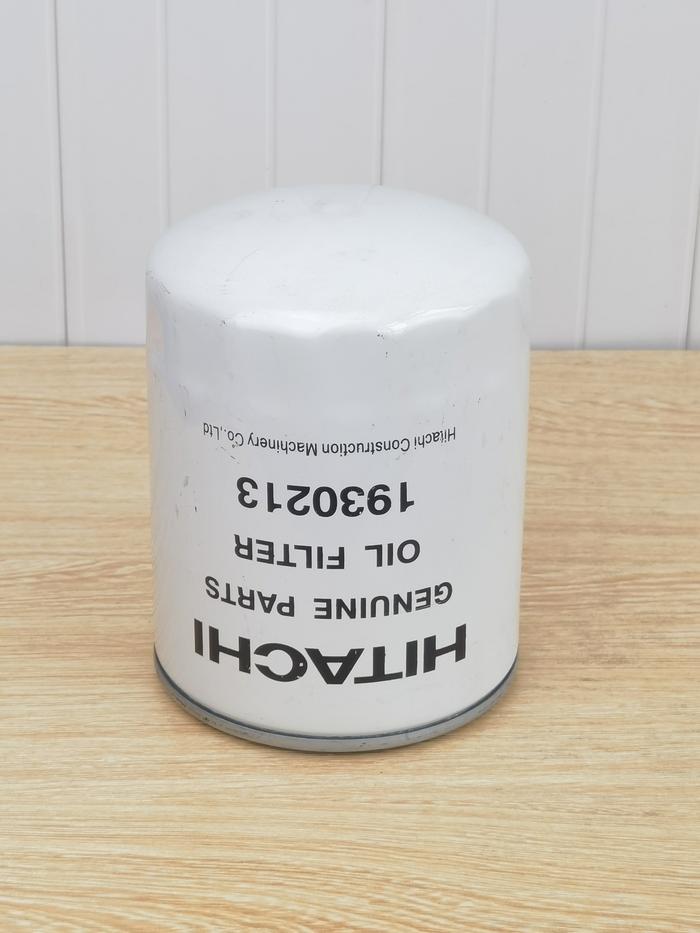 HITACHI
GENUINE PARTS
OIL FILTER
1930213
Hitachi Construction Machinery Co.,Ltd